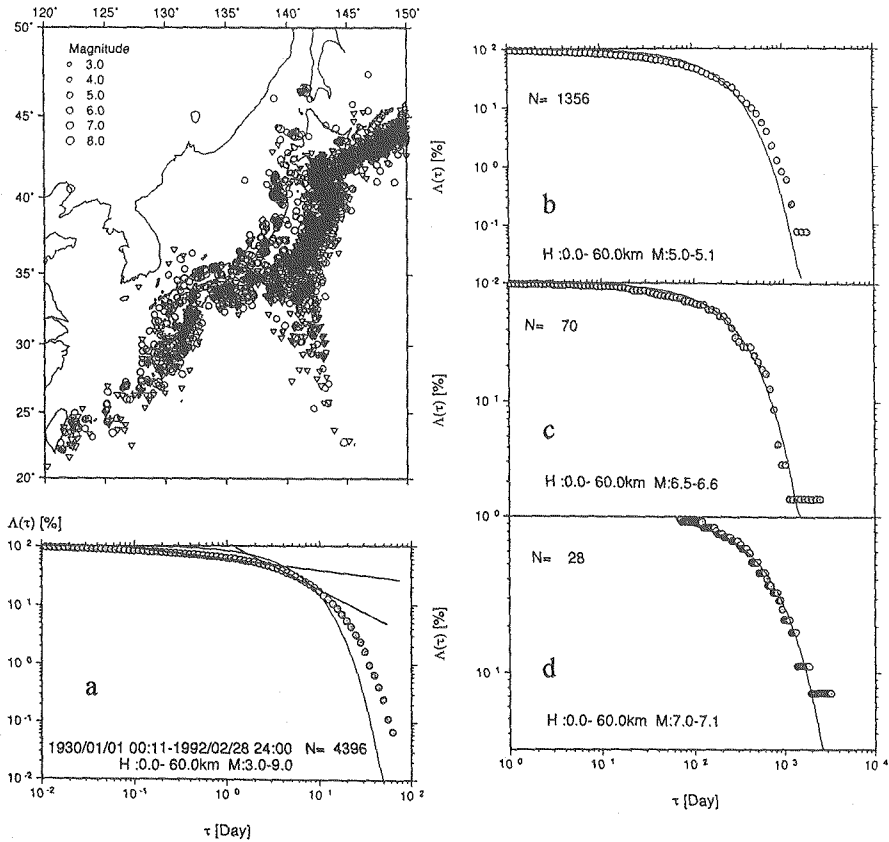 120° 125° 130° 135° 140° 145° 150°
50°
45°
40°
35°
30°
25°
20°
Magnitude
3.0
4.0
5.0
6.0
7.0
8.0
Λ(τ) [%]
10²
10¹
10⁰
10⁻¹
10⁻²
a
1930/01/01 00:11-1992/02/28 24:00 N= 4396
H :0.0- 60.0km M:3.0-9.0
10⁻² 10⁻¹ 10⁰ 10¹ 10²
τ [Day]
Λ(τ) [%]
10²
10¹
10⁰
10⁻¹
10⁻²
N= 1356
b
H :0.0- 60.0km M:5.0-5.1
Λ(τ) [%]
10¹
10⁰
N= 70
c
H :0.0- 60.0km M:6.5-6.6
Λ(τ) [%]
10¹
N= 28
d
H :0.0- 60.0km M:7.0-7.1
10⁰ 10¹ 10² 10³ 10⁴
τ [Day]